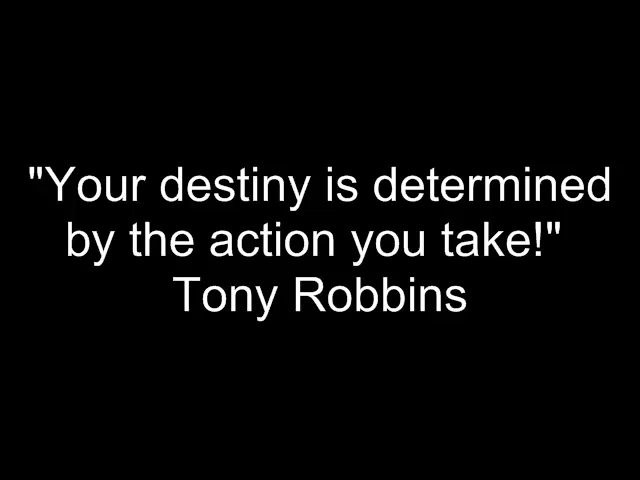 "Your destiny is determined
by the action you take!"
Tony Robbins